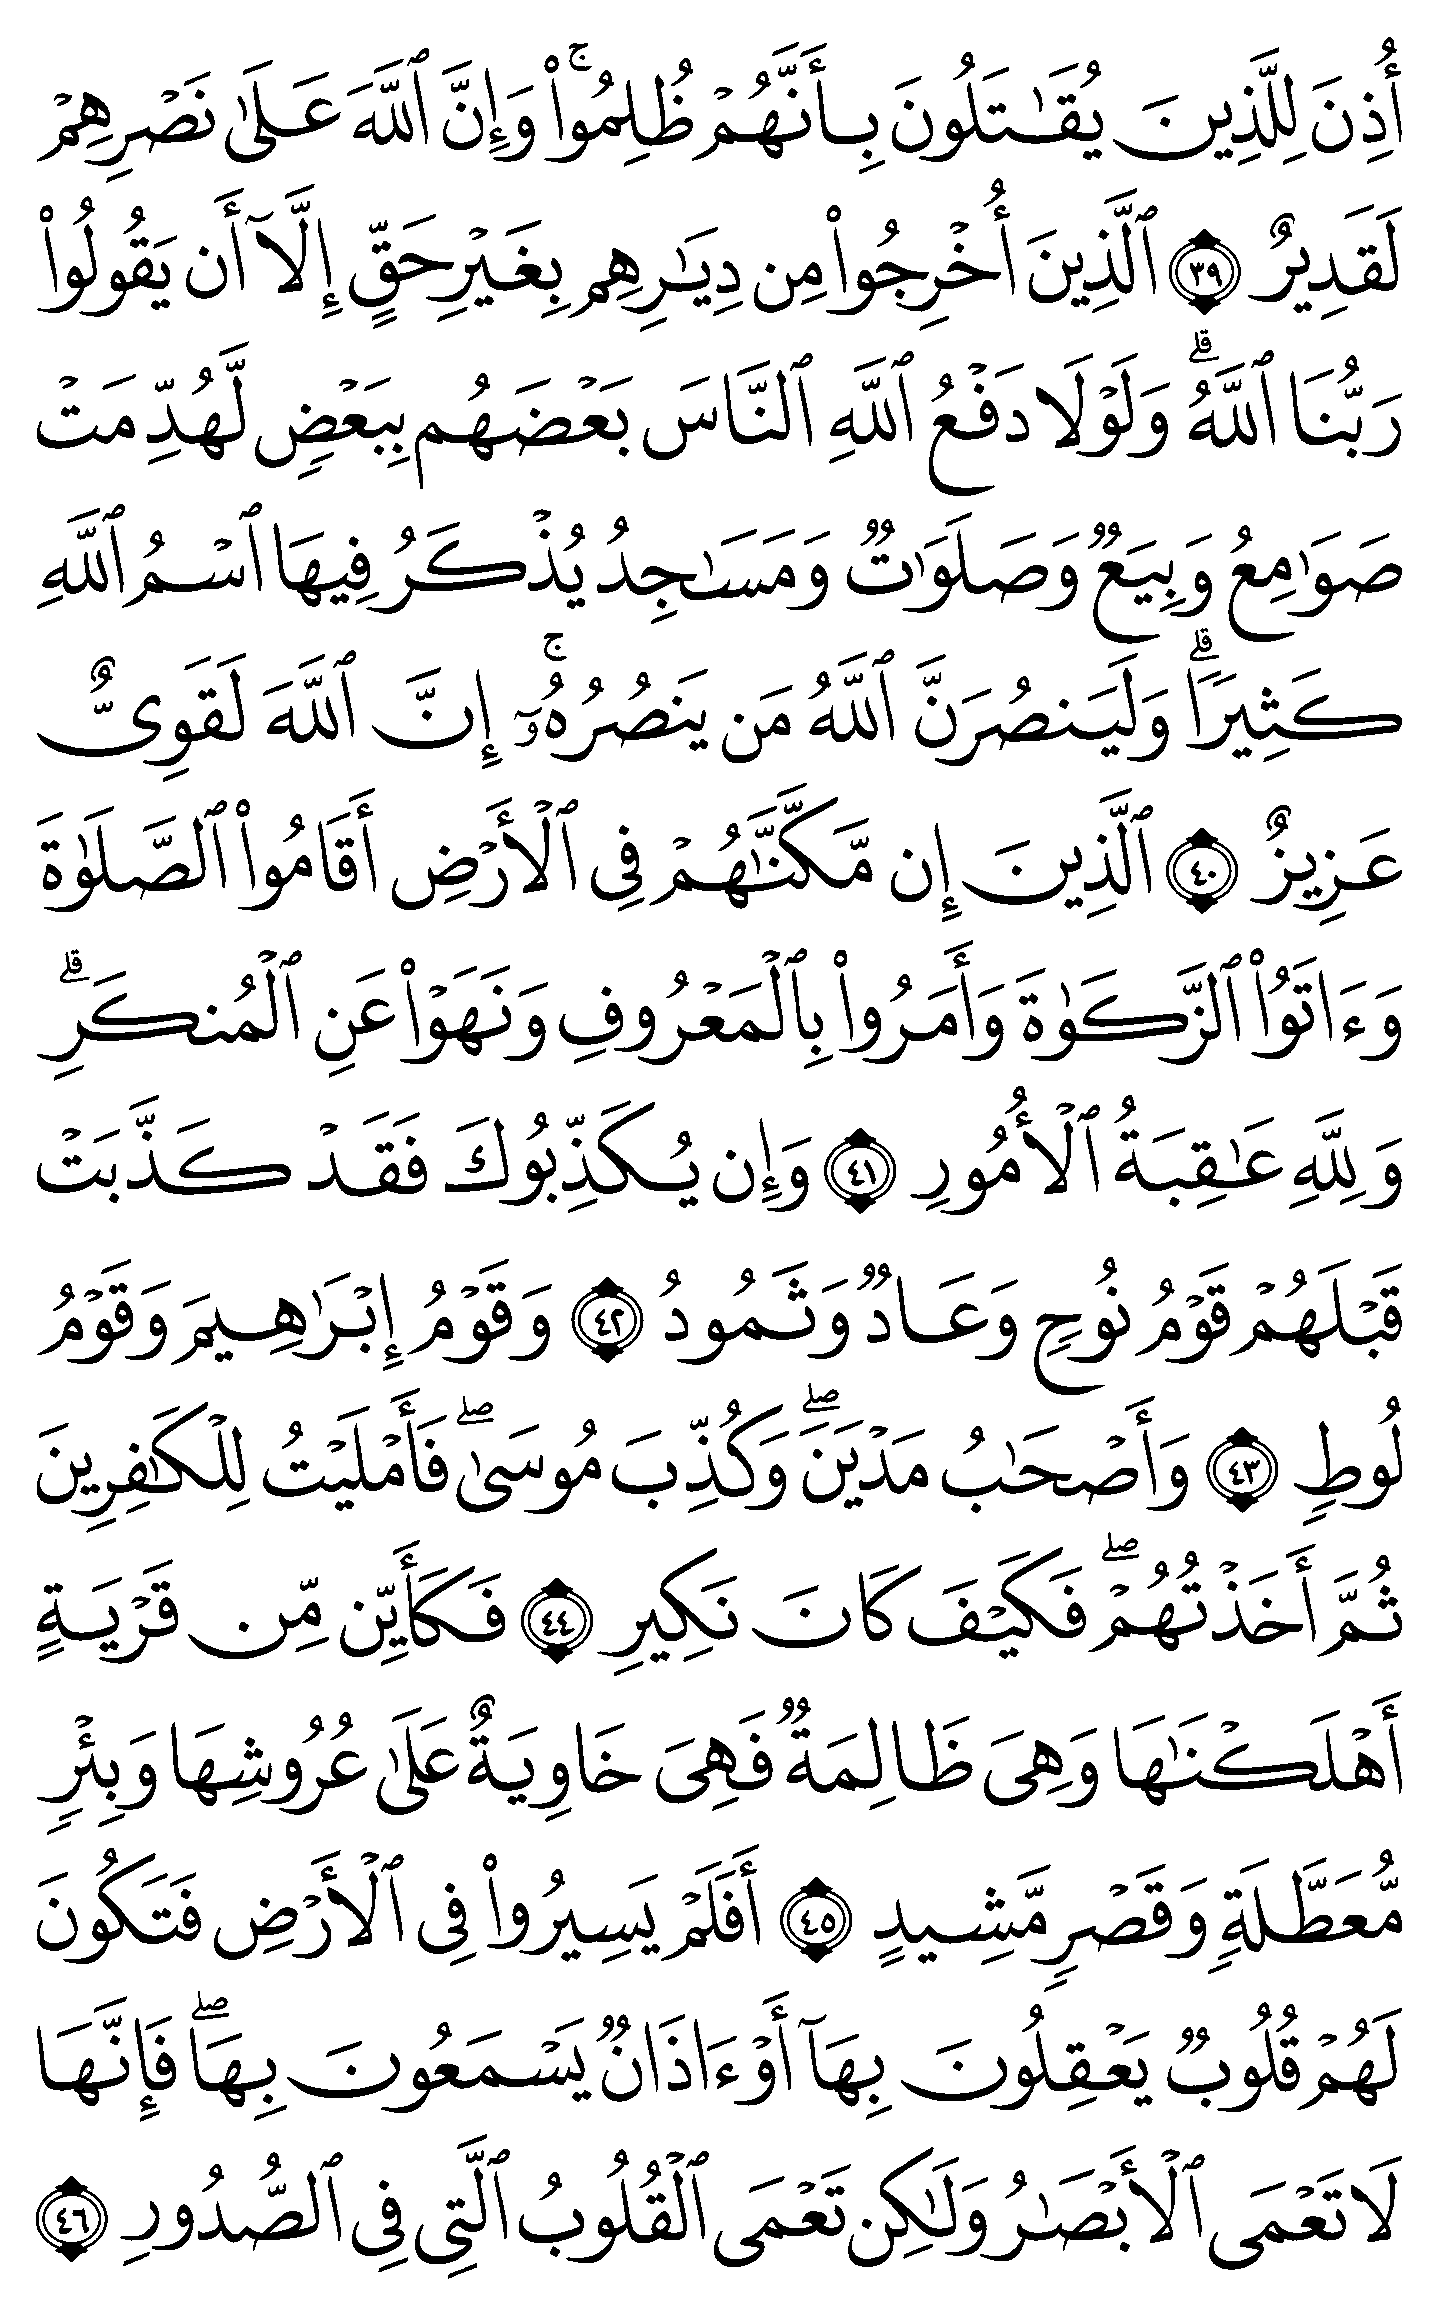 أُذِنَ لِلَّذِينَ يُقَٰتَلُونَ بِأَنَّهُمۡ ظُلِمُواْۚ وَإِنَّ ٱللَّهَ عَلَىٰ نَصۡرِهِمۡ
لَقَدِيرٌ ٣٩ ٱلَّذِينَ أُخۡرِجُواْ مِن دِيَٰرِهِم بِغَيۡرِ حَقٍّ إِلَّآ أَن يَقُولُواْ
رَبُّنَا ٱللَّهُۗ وَلَوۡلَا دَفۡعُ ٱللَّهِ ٱلنَّاسَ بَعۡضَهُم بِبَعۡضٖ لَّهُدِّمَتۡ
صَوَٰمِعُ وَبِيَعٞ وَصَلَوَٰتٞ وَمَسَٰجِدُ يُذۡكَرُ فِيهَا ٱسۡمُ ٱللَّهِ
كَثِيرٗاۗ وَلَيَنصُرَنَّ ٱللَّهُ مَن يَنصُرُهُۥٓۚ إِنَّ ٱللَّهَ لَقَوِيٌّ
عَزِيزٌ ٤٠ ٱلَّذِينَ إِن مَّكَّنَّٰهُمۡ فِي ٱلۡأَرۡضِ أَقَامُواْ ٱلصَّلَوٰةَ
وَءَاتَوُاْ ٱلزَّكَوٰةَ وَأَمَرُواْ بِٱلۡمَعۡرُوفِ وَنَهَوۡاْ عَنِ ٱلۡمُنكَرِۗ
وَلِلَّهِ عَٰقِبَةُ ٱلۡأُمُورِ ٤١ وَإِن يُكَذِّبُوكَ فَقَدۡ كَذَّبَتۡ
قَبۡلَهُمۡ قَوۡمُ نُوحٖ وَعَادٞ وَثَمُودُ ٤٢ وَقَوۡمُ إِبۡرَٰهِيمَ وَقَوۡمُ
لُوطٖ ٤٣ وَأَصۡحَٰبُ مَدۡيَنَۖ وَكُذِّبَ مُوسَىٰۖ فَأَمۡلَيۡتُ لِلۡكَٰفِرِينَ
ثُمَّ أَخَذۡتُهُمۡۖ فَكَيۡفَ كَانَ نَكِيرِ ٤٤ فَكَأَيِّن مِّن قَرۡيَةٍ
أَهۡلَكۡنَٰهَا وَهِيَ ظَالِمَةٞ فَهِيَ خَاوِيَةٌ عَلَىٰ عُرُوشِهَا وَبِئۡرٖ
مُّعَطَّلَةٖ وَقَصۡرٖ مَّشِيدٍ ٤٥ أَفَلَمۡ يَسِيرُواْ فِي ٱلۡأَرۡضِ فَتَكُونَ
لَهُمۡ قُلُوبٞ يَعۡقِلُونَ بِهَآ أَوۡ ءَاذَانٞ يَسۡمَعُونَ بِهَاۖ فَإِنَّهَا
لَا تَعۡمَى ٱلۡأَبۡصَٰرُ وَلَٰكِن تَعۡمَى ٱلۡقُلُوبُ ٱلَّتِي فِي ٱلصُّدُورِ ٤٦